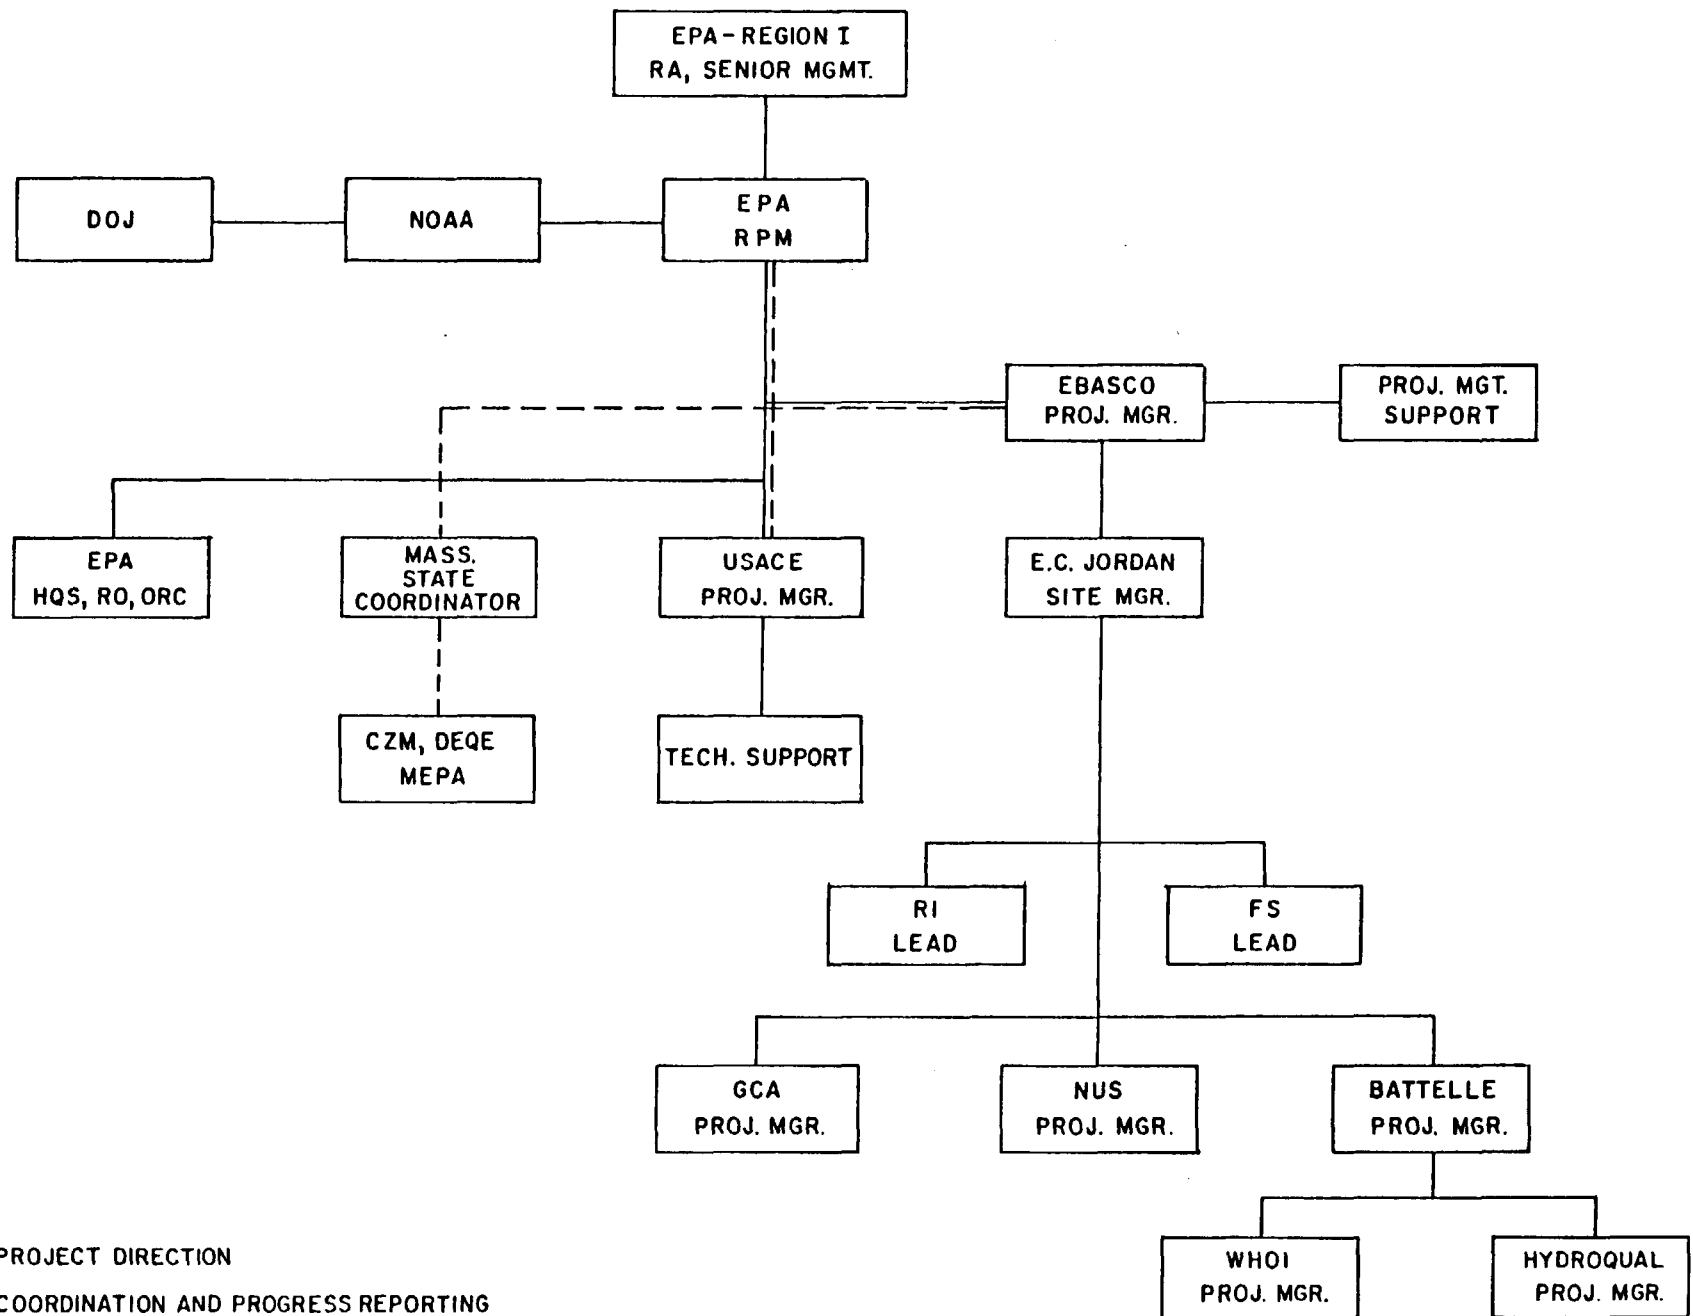 EPA-REGION I
RA, SENIOR MGMT.
DOJ
NOAA
EPA
RPM
EBASCO
PROJ. MGR.
PROJ. MGT.
SUPPORT
EPA
HQS, RO, ORC
MASS.
STATE
COORDINATOR
USACE
PROJ. MGR.
E.C. JORDAN
SITE MGR.
CZM, DEQE
MEPA
TECH. SUPPORT
RI
LEAD
FS
LEAD
GCA
PROJ. MGR.
NUS
PROJ. MGR.
BATTELLE
PROJ. MGR.
WHOI
PROJ. MGR.
HYDROQUAL
PROJ. MGR.
PROJECT DIRECTION
COORDINATION AND PROGRESS REPORTING